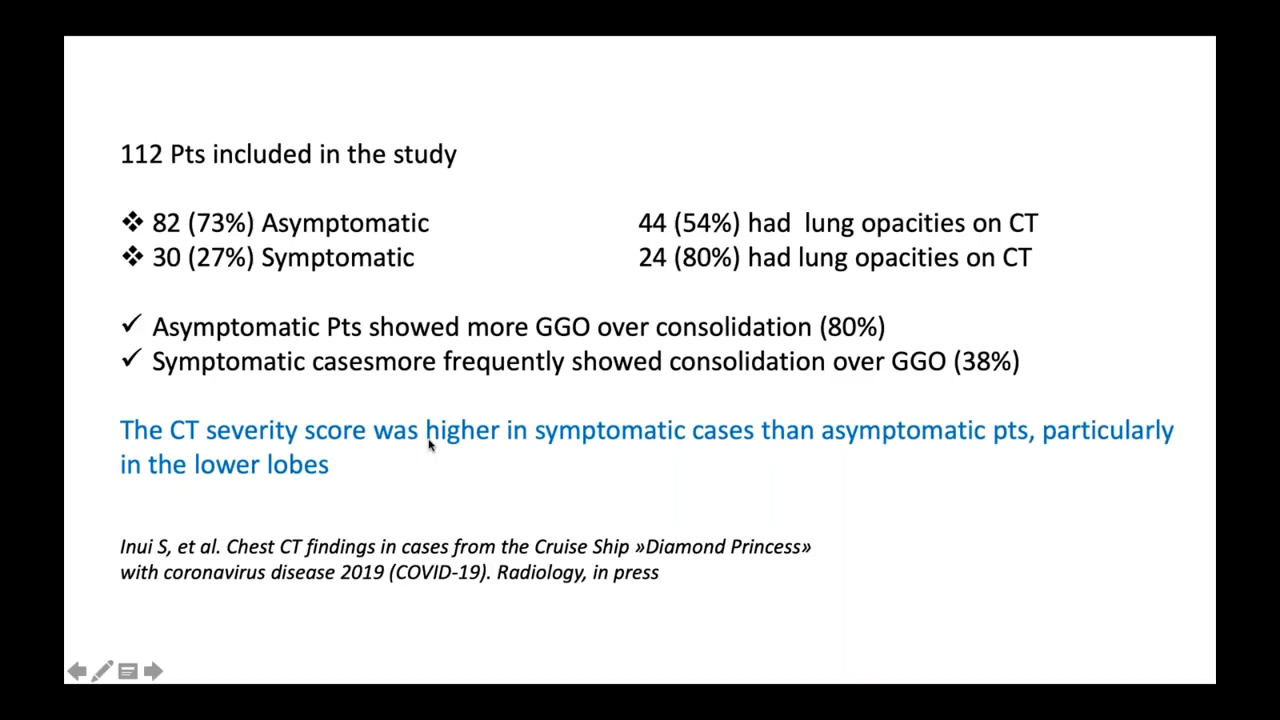 112 Pts included in the study
❖ 82 (73%) Asymptomatic 44 (54%) had lung opacities on CT
❖ 30 (27%) Symptomatic 24 (80%) had lung opacities on CT
✓ Asymptomatic Pts showed more GGO over consolidation (80%)
✓ Symptomatic casesmore frequently showed consolidation over GGO (38%)
The CT severity score was higher in symptomatic cases than asymptomatic pts, particularly
in the lower lobes
Inui S, et al. Chest CT findings in cases from the Cruise Ship »Diamond Princess»
with coronavirus disease 2019 (COVID-19). Radiology, in press